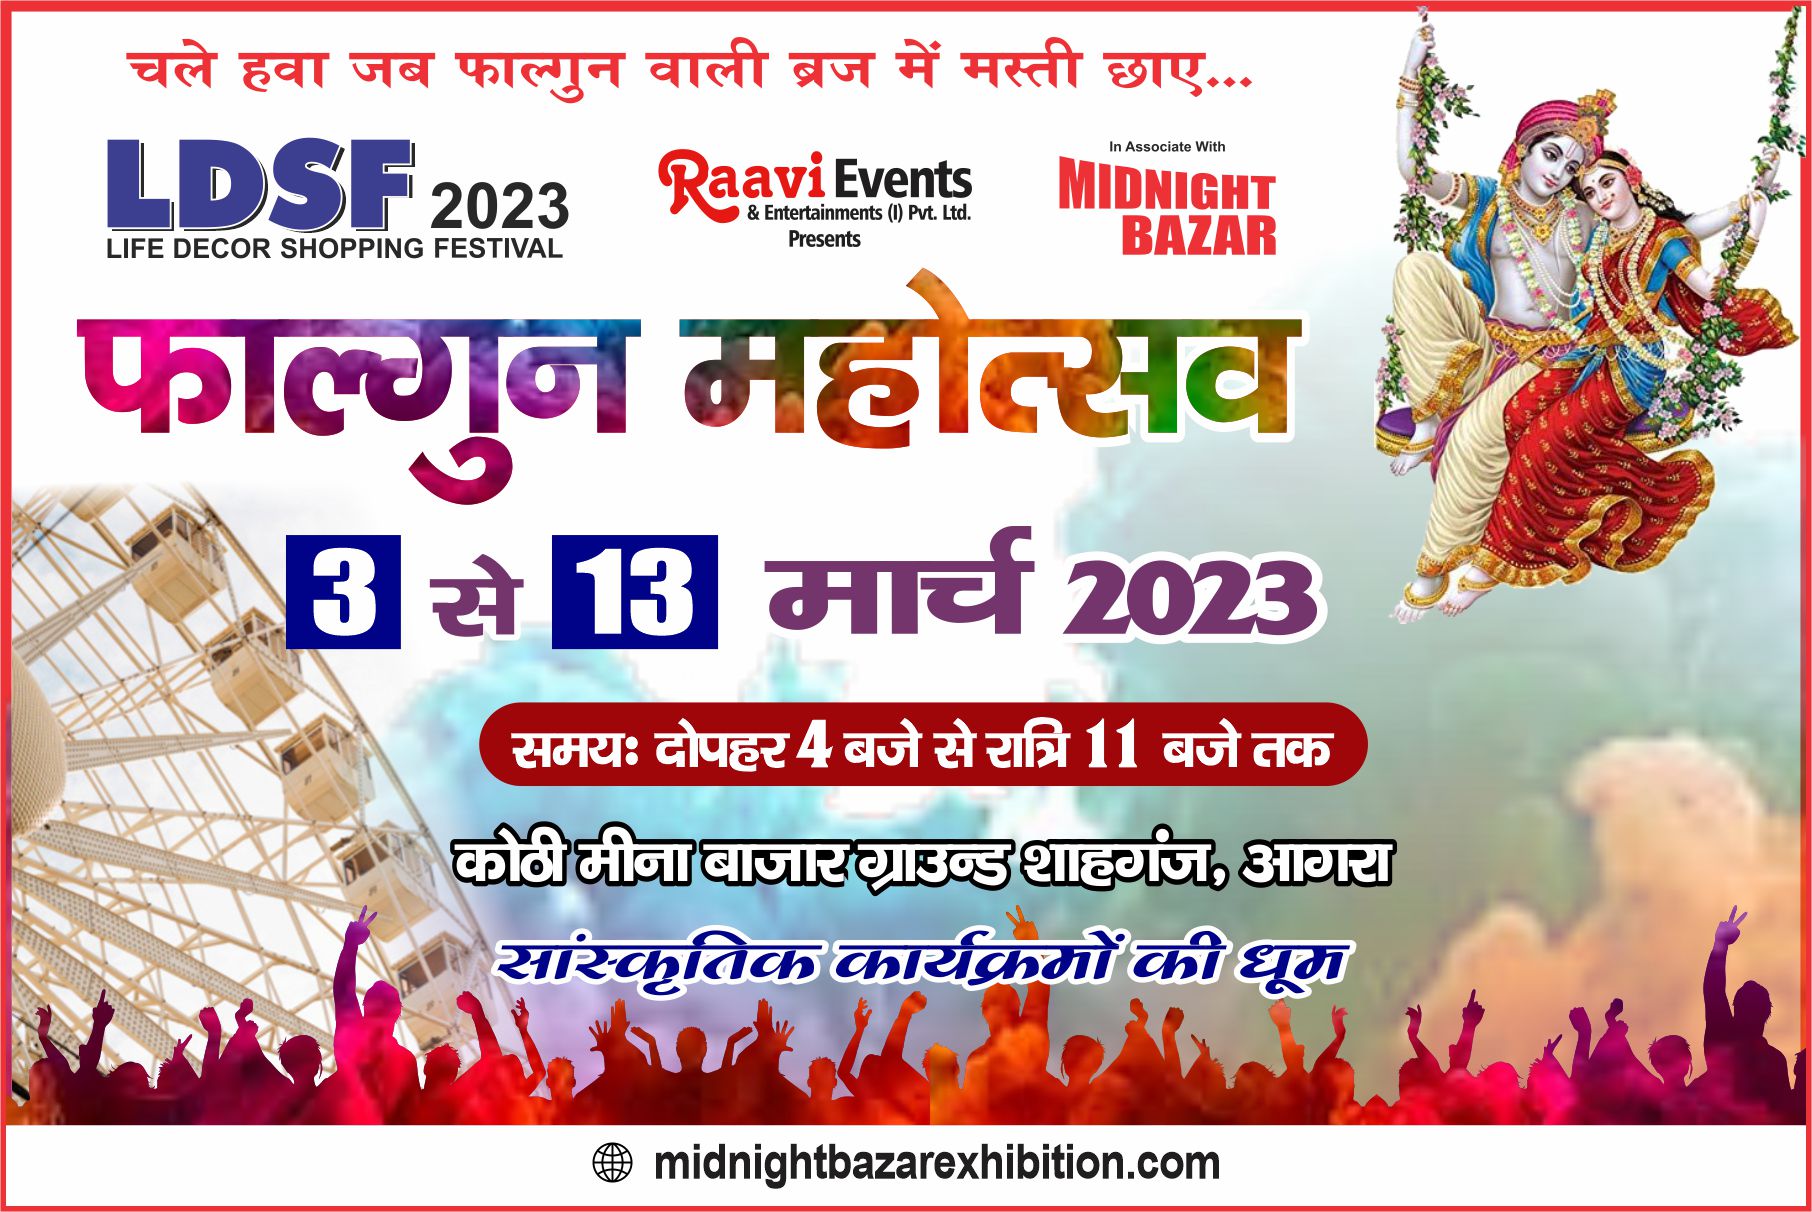 चले हवा जब फाल्गुन वाली ब्रज में मस्ती छाए...
LDSF 2023
LIFE DECOR SHOPPING FESTIVAL
Raavi Events
& Entertainments (I) Pvt. Ltd.
Presents
In Associate With
MIDNIGHT
BAZAR
फाल्गुन महोत्सव
3 से 13 मार्च 2023
समयः दोपहर 4 बजे से रात्रि 11 बजे तक
कोठी मीना बाजार ग्राउन्ड शाहगंज, आगरा
सांस्कृतिक कार्यक्रमों की धूम
midnightbazarexhibition.com